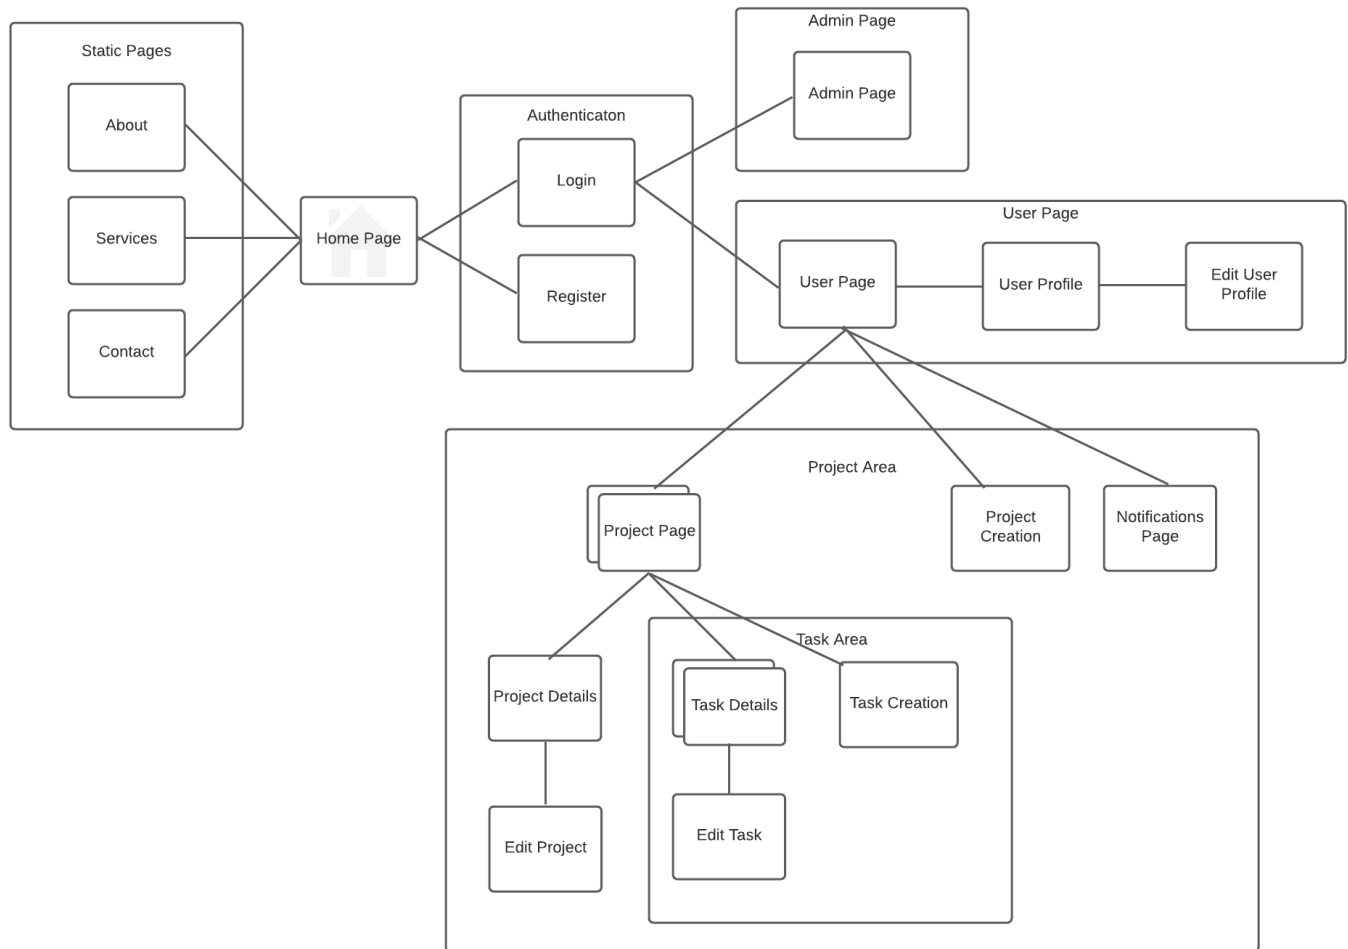 Static Pages
About
Services
Contact
Home Page
Authenticaton
Login
Register
Admin Page
Admin Page
User Page
User Page
User Profile
Edit User
Profile
Project Area
Project Page
Project
Creation
Notifications
Page
Project Details
Edit Project
Task Area
Task Details
Task Creation
Edit Task